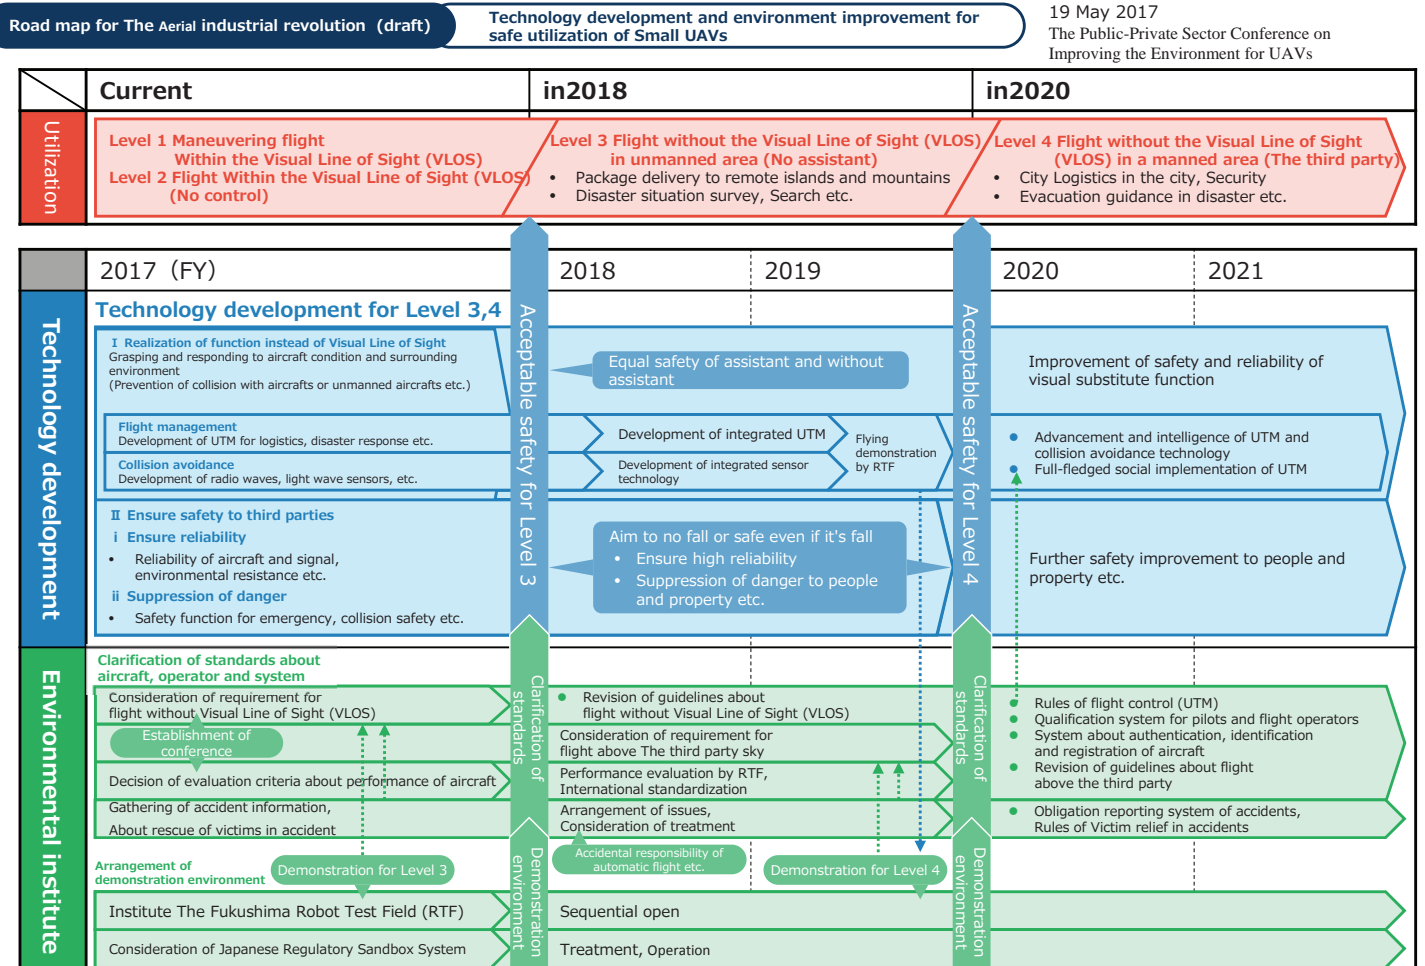 Road map for The Aerial industrial revolution (draft)
Technology development and environment improvement for
safe utilization of Small UAVs
19 May 2017
The Public-Private Sector Conference on
Improving the Environment for UAVs
Current
in2018
in2020
Utilization
Level 1 Maneuvering flight
Within the Visual Line of Sight (VLOS)
Level 2 Flight Within the Visual Line of Sight (VLOS)
(No control)
Level 3 Flight without the Visual Line of Sight (VLOS)
in unmanned area (No assistant)
• Package delivery to remote islands and mountains
• Disaster situation survey, Search etc.
Level 4 Flight without the Visual Line of Sight
(VLOS) in a manned area (The third party)
• City Logistics in the city, Security
• Evacuation guidance in disaster etc.
2017（FY）
2018
2019
2020
2021
Technology development
Technology development for Level 3,4
Ⅰ Realization of function instead of Visual Line of Sight
Grasping and responding to aircraft condition and surrounding
environment
(Prevention of collision with aircrafts or unmanned aircrafts etc.)
Acceptable safety for Level 3
Equal safety of assistant and without
assistant
Acceptable safety for Level 4
Improvement of safety and reliability of
visual substitute function
Flight management
Development of UTM for logistics, disaster response etc.
Development of integrated UTM
Collision avoidance
Development of radio waves, light wave sensors, etc.
Development of integrated sensor
technology
Flying
demonstration
by RTF
● Advancement and intelligence of UTM and
collision avoidance technology
● Full-fledged social implementation of UTM
Ⅱ Ensure safety to third parties
i Ensure reliability
• Reliability of aircraft and signal,
environmental resistance etc.
ii Suppression of danger
• Safety function for emergency, collision safety etc.
Aim to no fall or safe even if it's fall
• Ensure high reliability
• Suppression of danger to people
and property etc.
Further safety improvement to people and
property etc.
Environmental institute
Clarification of standards about
aircraft, operator and system
Consideration of requirement for
flight without Visual Line of Sight (VLOS)
Establishment of
conference
Decision of evaluation criteria about performance of aircraft
Gathering of accident information,
About rescue of victims in accident
Clarification of
standards
● Revision of guidelines about
flight without Visual Line of Sight (VLOS)
Consideration of requirement for
flight above The third party sky
Performance evaluation by RTF,
International standardization
Arrangement of issues,
Consideration of treatment
Accidental responsibility of
automatic flight etc.
Clarification of
standards
● Rules of flight control (UTM)
● Qualification system for pilots and flight operators
● System about authentication, identification
and registration of aircraft
● Revision of guidelines about flight
above the third party
● Obligation reporting system of accidents,
Rules of Victim relief in accidents
Arrangement of
demonstration environment
Demonstration for Level 3
Demonstration
environment
Demonstration for Level 4
Demonstration
environment
Institute The Fukushima Robot Test Field (RTF)
Sequential open
Consideration of Japanese Regulatory Sandbox System
Treatment, Operation